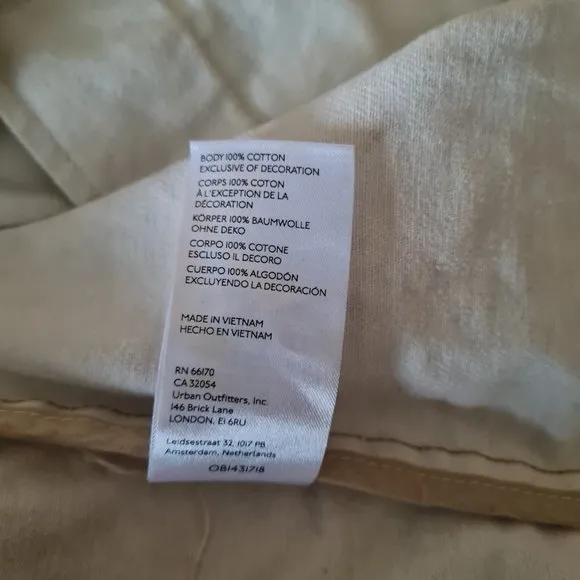 BODY 100% COTTON
EXCLUSIVE OF DECORATION
CORPS 100% COTON
À L'EXCEPTION DE LA
DÉCORATION
KÖRPER 100% BAUMWOLLE
OHNE DEKO
CORPO 100% COTONE
ESCLUSO IL DECORO
CUERPO 100% ALGODÓN
EXCLUYENDO LA DECORACIÓN
MADE IN VIETNAM
HECHO EN VIETNAM
RN 66170
CA 32054
Urban Outfitters, Inc.
146 Brick Lane
LONDON, E1 6RU
Leidsestraat 32, 1017 PB
Amsterdam, Netherlands
OB1431718